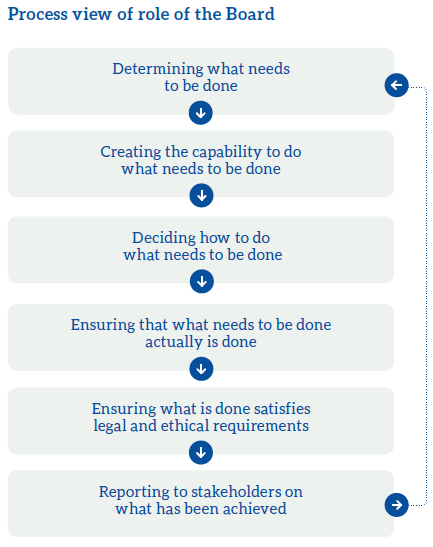 Process view of role of the Board
Determining what needs
to be done
Creating the capability to do
what needs to be done
Deciding how to do
what needs to be done
Ensuring that what needs to be done
actually is done
Ensuring what is done satisfies
legal and ethical requirements
Reporting to stakeholders on
what has been achieved